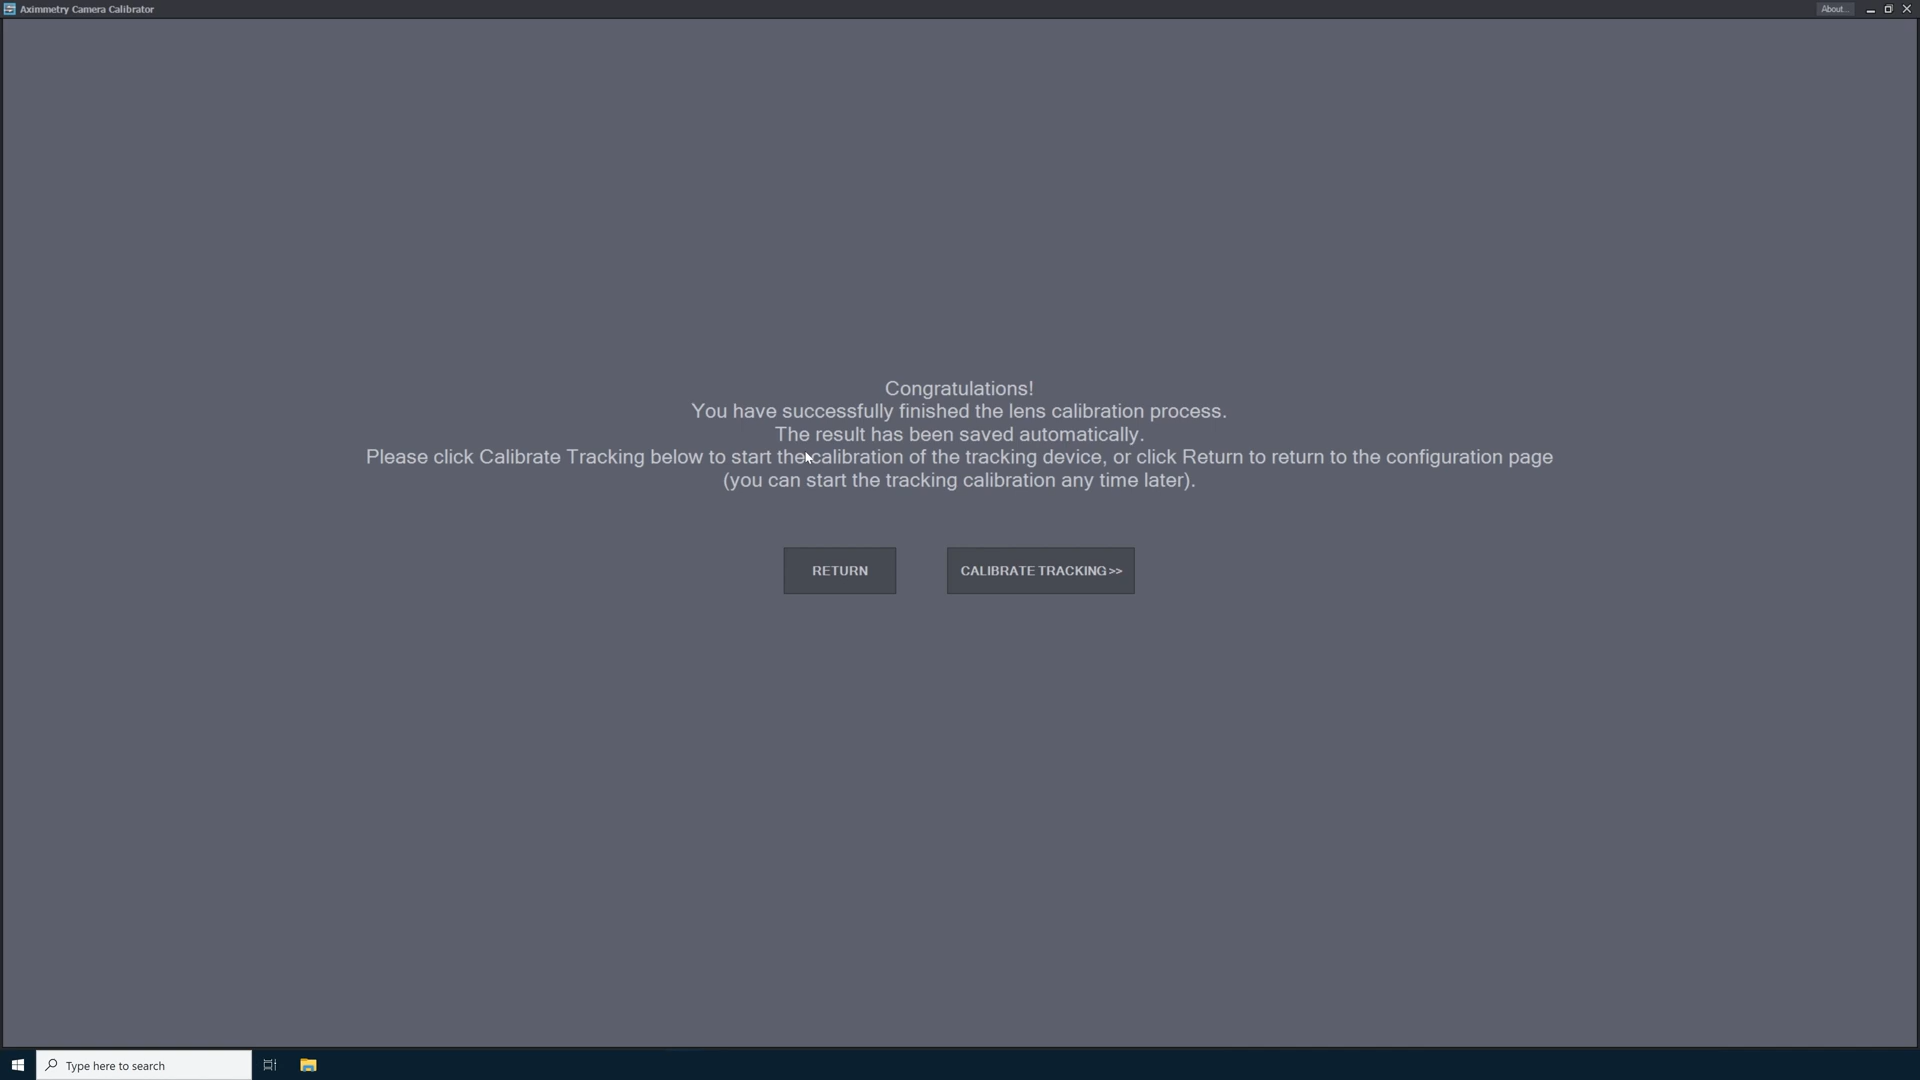 Aximmetry Camera Calibrator
About...
Congratulations!
You have successfully finished the lens calibration process.
The result has been saved automatically.
Please click Calibrate Tracking below to start the calibration of the tracking device, or click Return to return to the configuration page
(you can start the tracking calibration any time later).
RETURN
CALIBRATE TRACKING >>
Type here to search